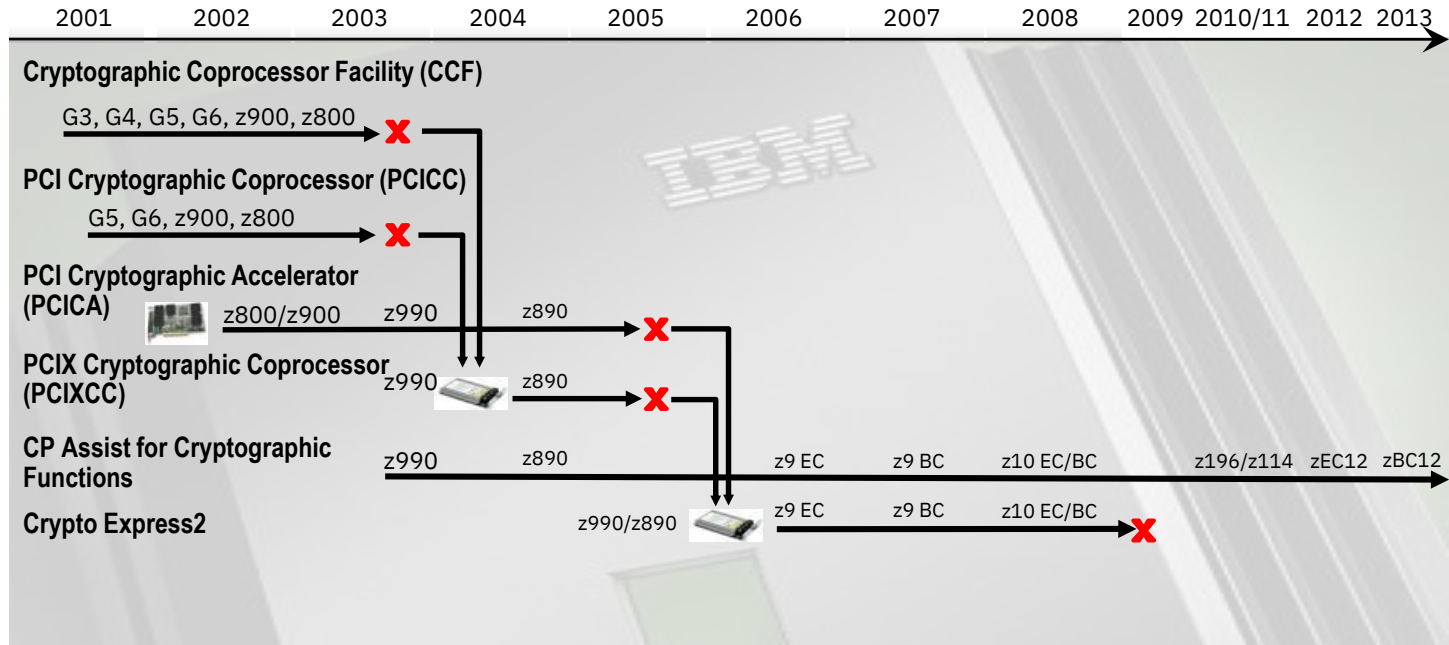 2001 2002 2003 2004 2005 2006 2007 2008 2009 2010/11 2012 2013
Cryptographic Coprocessor Facility (CCF)
G3, G4, G5, G6, z900, z800 X
IBM
PCI Cryptographic Coprocessor (PCICC)
G5, G6, z900, z800 X
PCI Cryptographic Accelerator
(PCICA)
z800/z900 z990 z890 X
PCIX Cryptographic Coprocessor
(PCIXCC)
z990 z890 X
CP Assist for Cryptographic
Functions
z990 z890 z9 EC z9 BC z10 EC/BC z196/z114 zEC12 zBC12
Crypto Express2
z990/z890 z9 EC z9 BC z10 EC/BC X